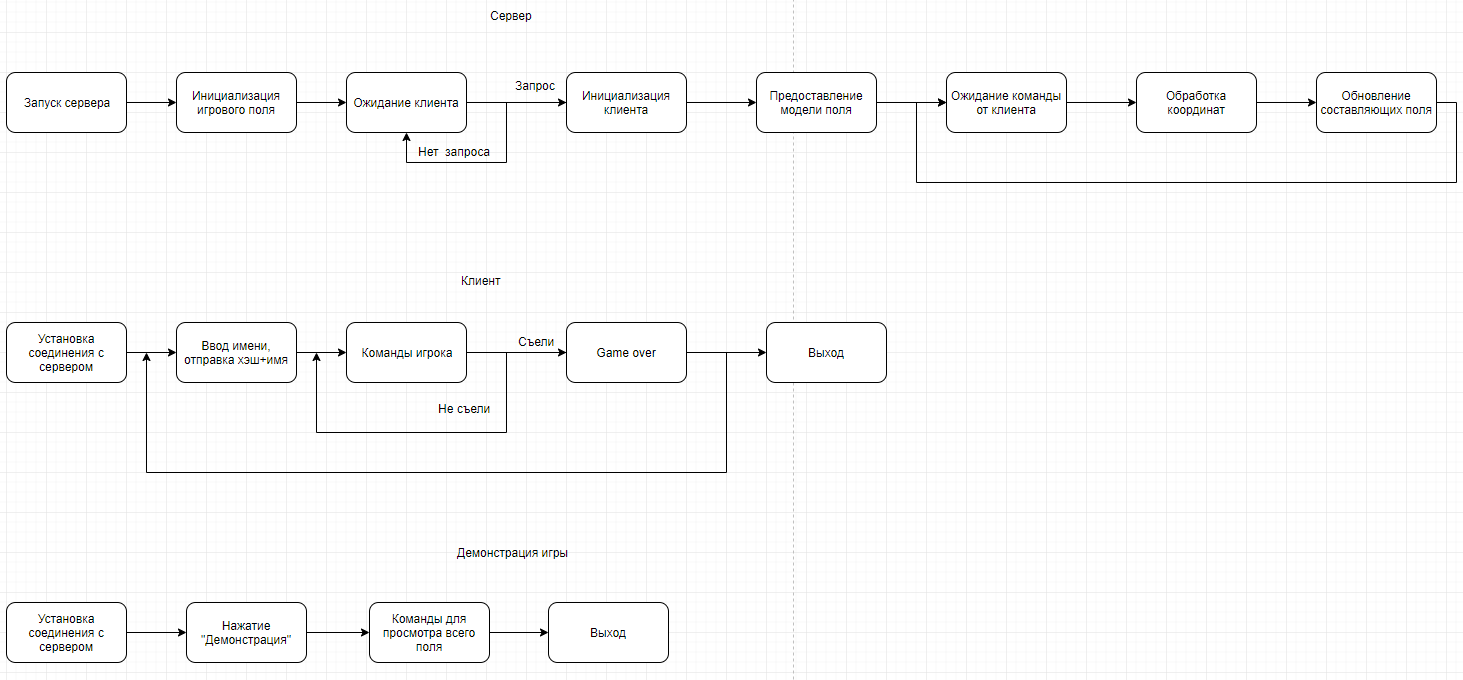 Сервер
Запуск сервера
Инициализация
игрового поля
Ожидание клиента
Запрос
Нет запроса
Инициализация
клиента
Предоставление
модели поля
Ожидание команды
от клиента
Обработка
координат
Обновление
составляющих поля
Клиент
Установка
соединения с
сервером
Ввод имени,
отправка хэш+имя
Команды игрока
Съели
Не съели
Game over
Выход
Демонстрация игры
Установка
соединения с
сервером
Нажатие
"Демонстрация"
Команды для
просмотра всего
поля
Выход